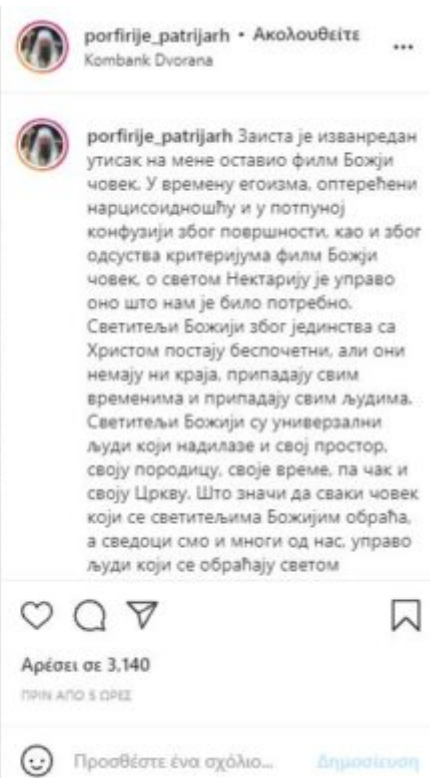 porfirije_patrijarh • Ακολουθείτε
Kombank Dvorana
porfirije_patrijarh Заиста је изванредан
утисак на мене оставио филм Божји
човек. У времену егоизма, оптерећени
нарцисоидношћу и у потпуној
конфузији због површности, као и због
одсуства критеријума филм Божји
човек, о светом Нектарију је управо
оно што нам је било потребно.
Светитељи Божији због јединства са
Христом постају беспочетни, али они
немају ни краја, припадају свим
временима и припадају свим људима.
Светитељи Божији су универзални
људи који надилазе и свој простор,
своју породицу, своје време, па чак и
своју Цркву. Што значи да сваки човек
који се светитељима Божијим обраћа,
а сведоци смо и многи од нас, управо
људи који се обраћају светом
Αρέσει σε 3,140
ΠΡΙΝ ΑΠΌ 5 ΏΡΕΣ
Προσθέστε ένα σχόλιο... Δημοσίευση